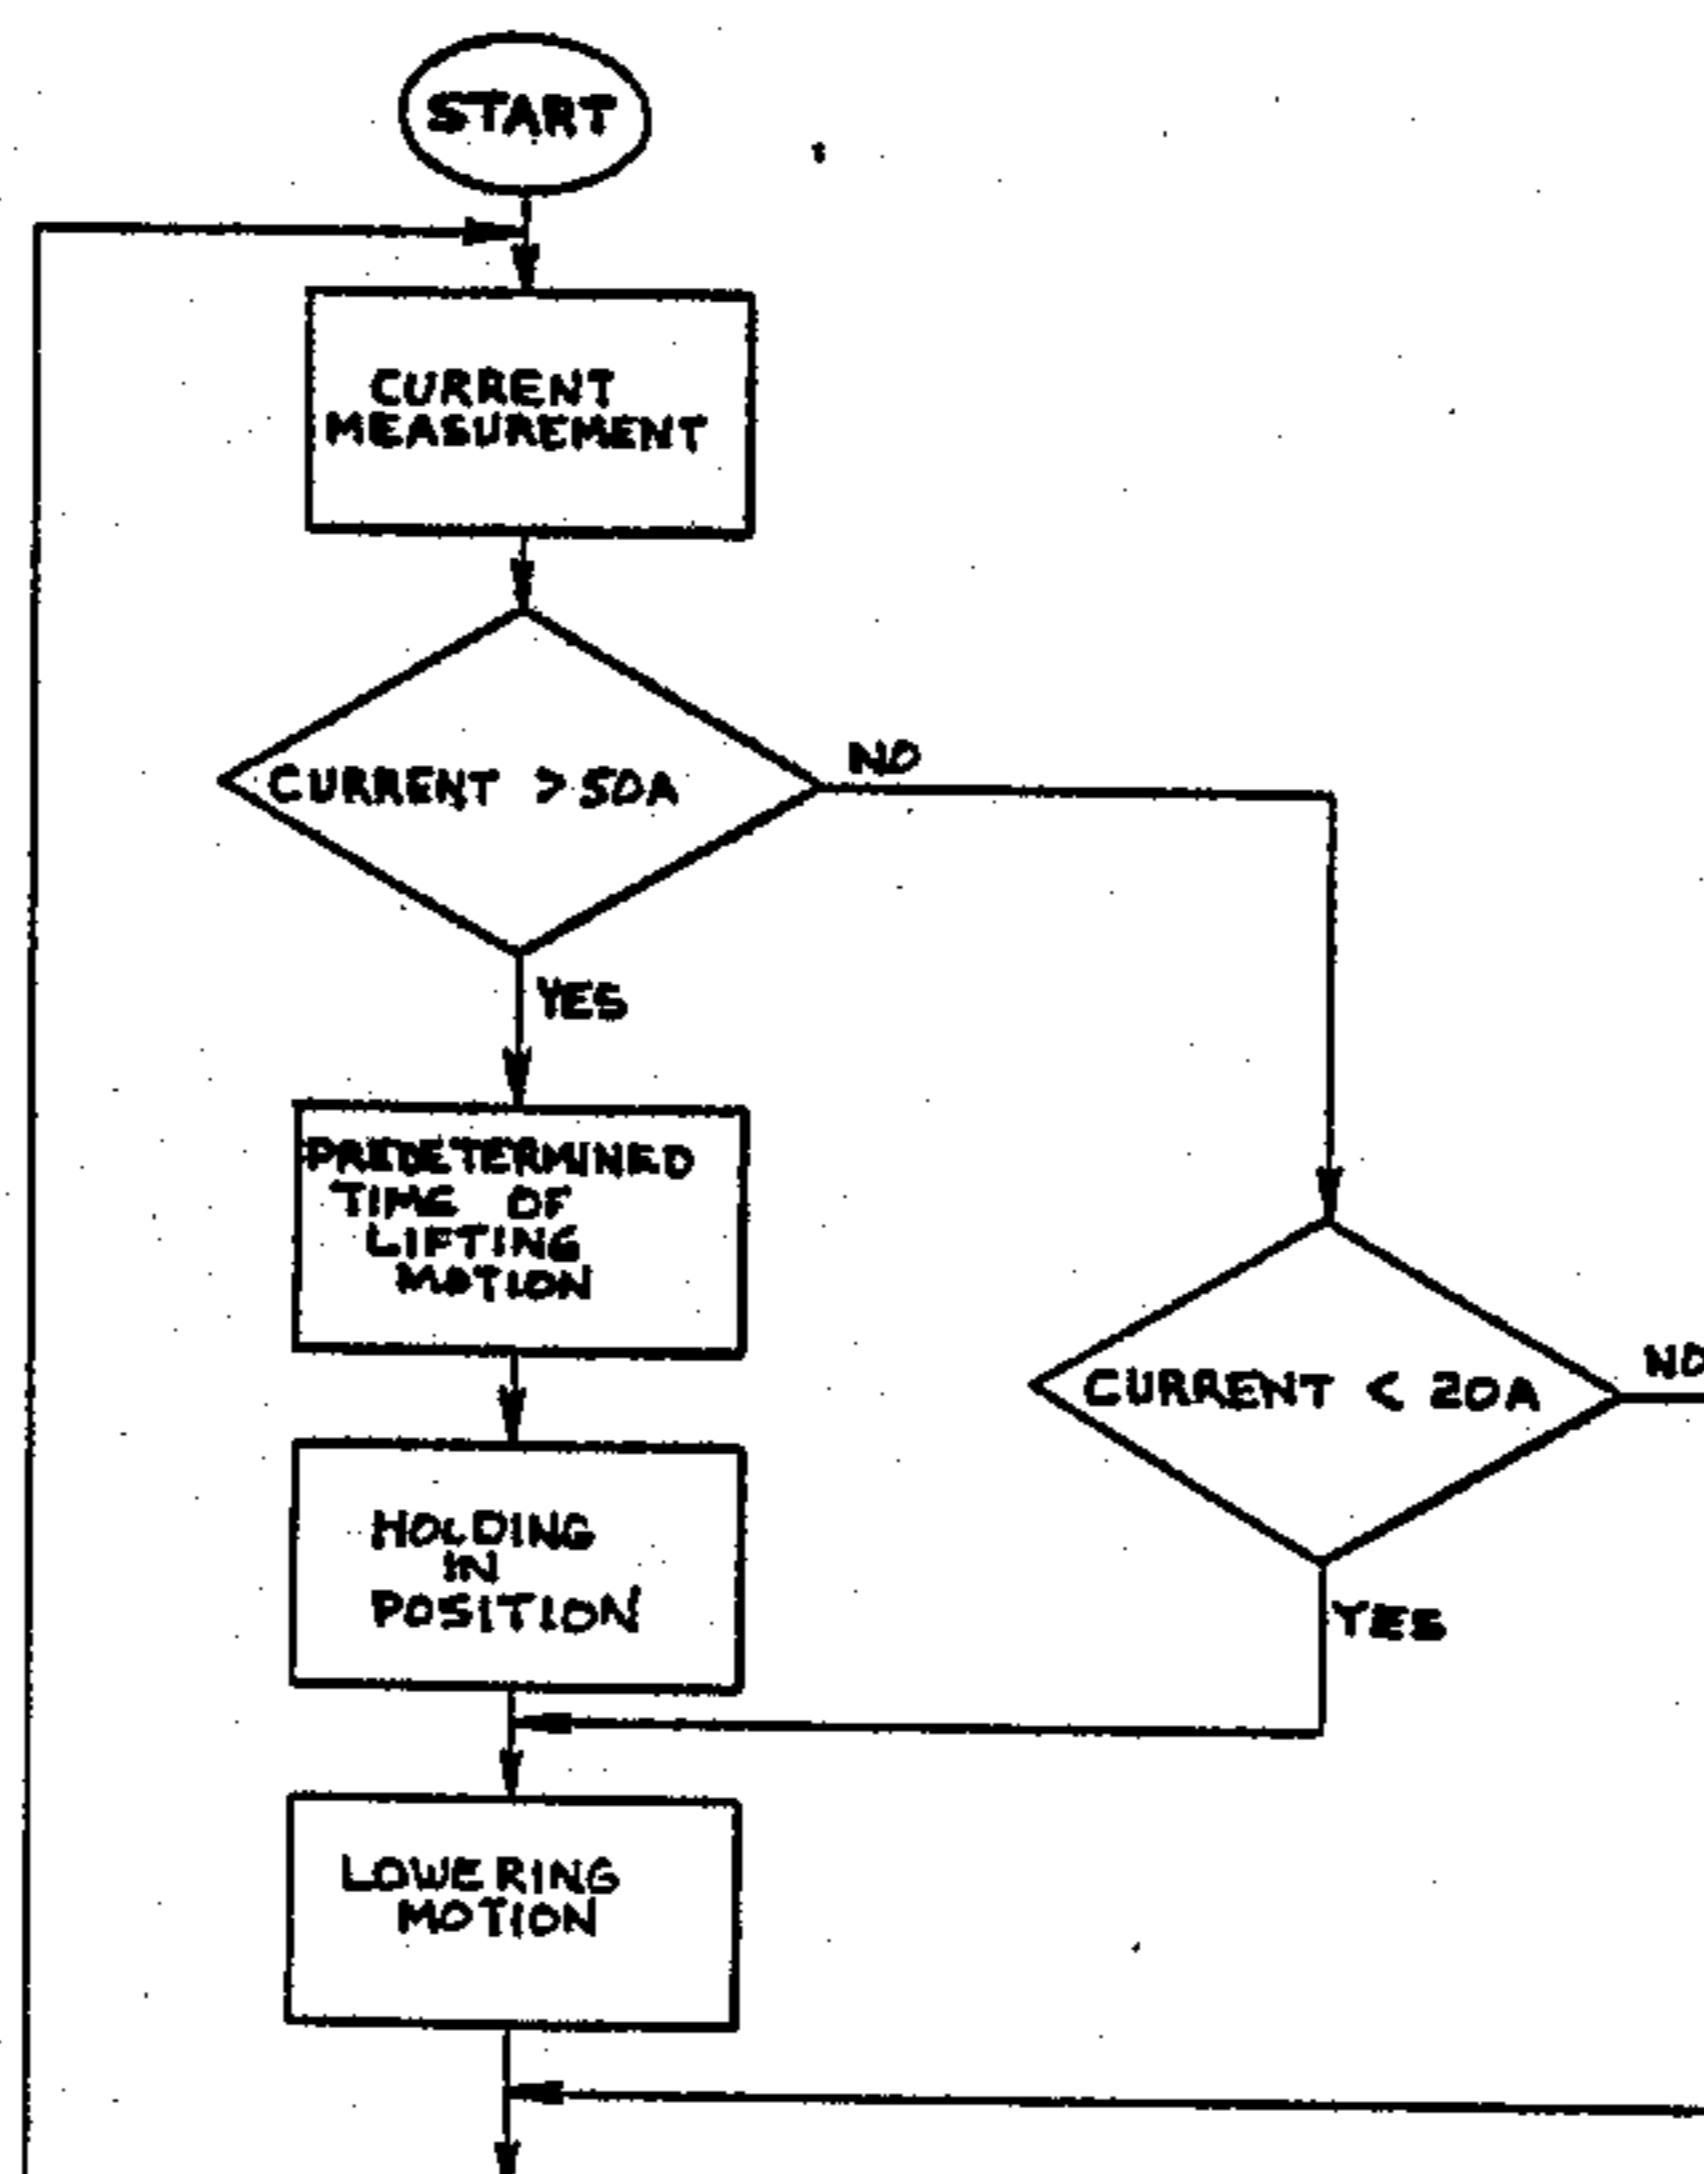 START
CURRENT
MEASUREMENT
CURRENT > 50A
NO
YES
PREDETERMINED
TIME OF
LIFTING
MOTION
CURRENT < 20A
NO
HOLDING
IN
POSITION
YES
LOWERING
MOTION